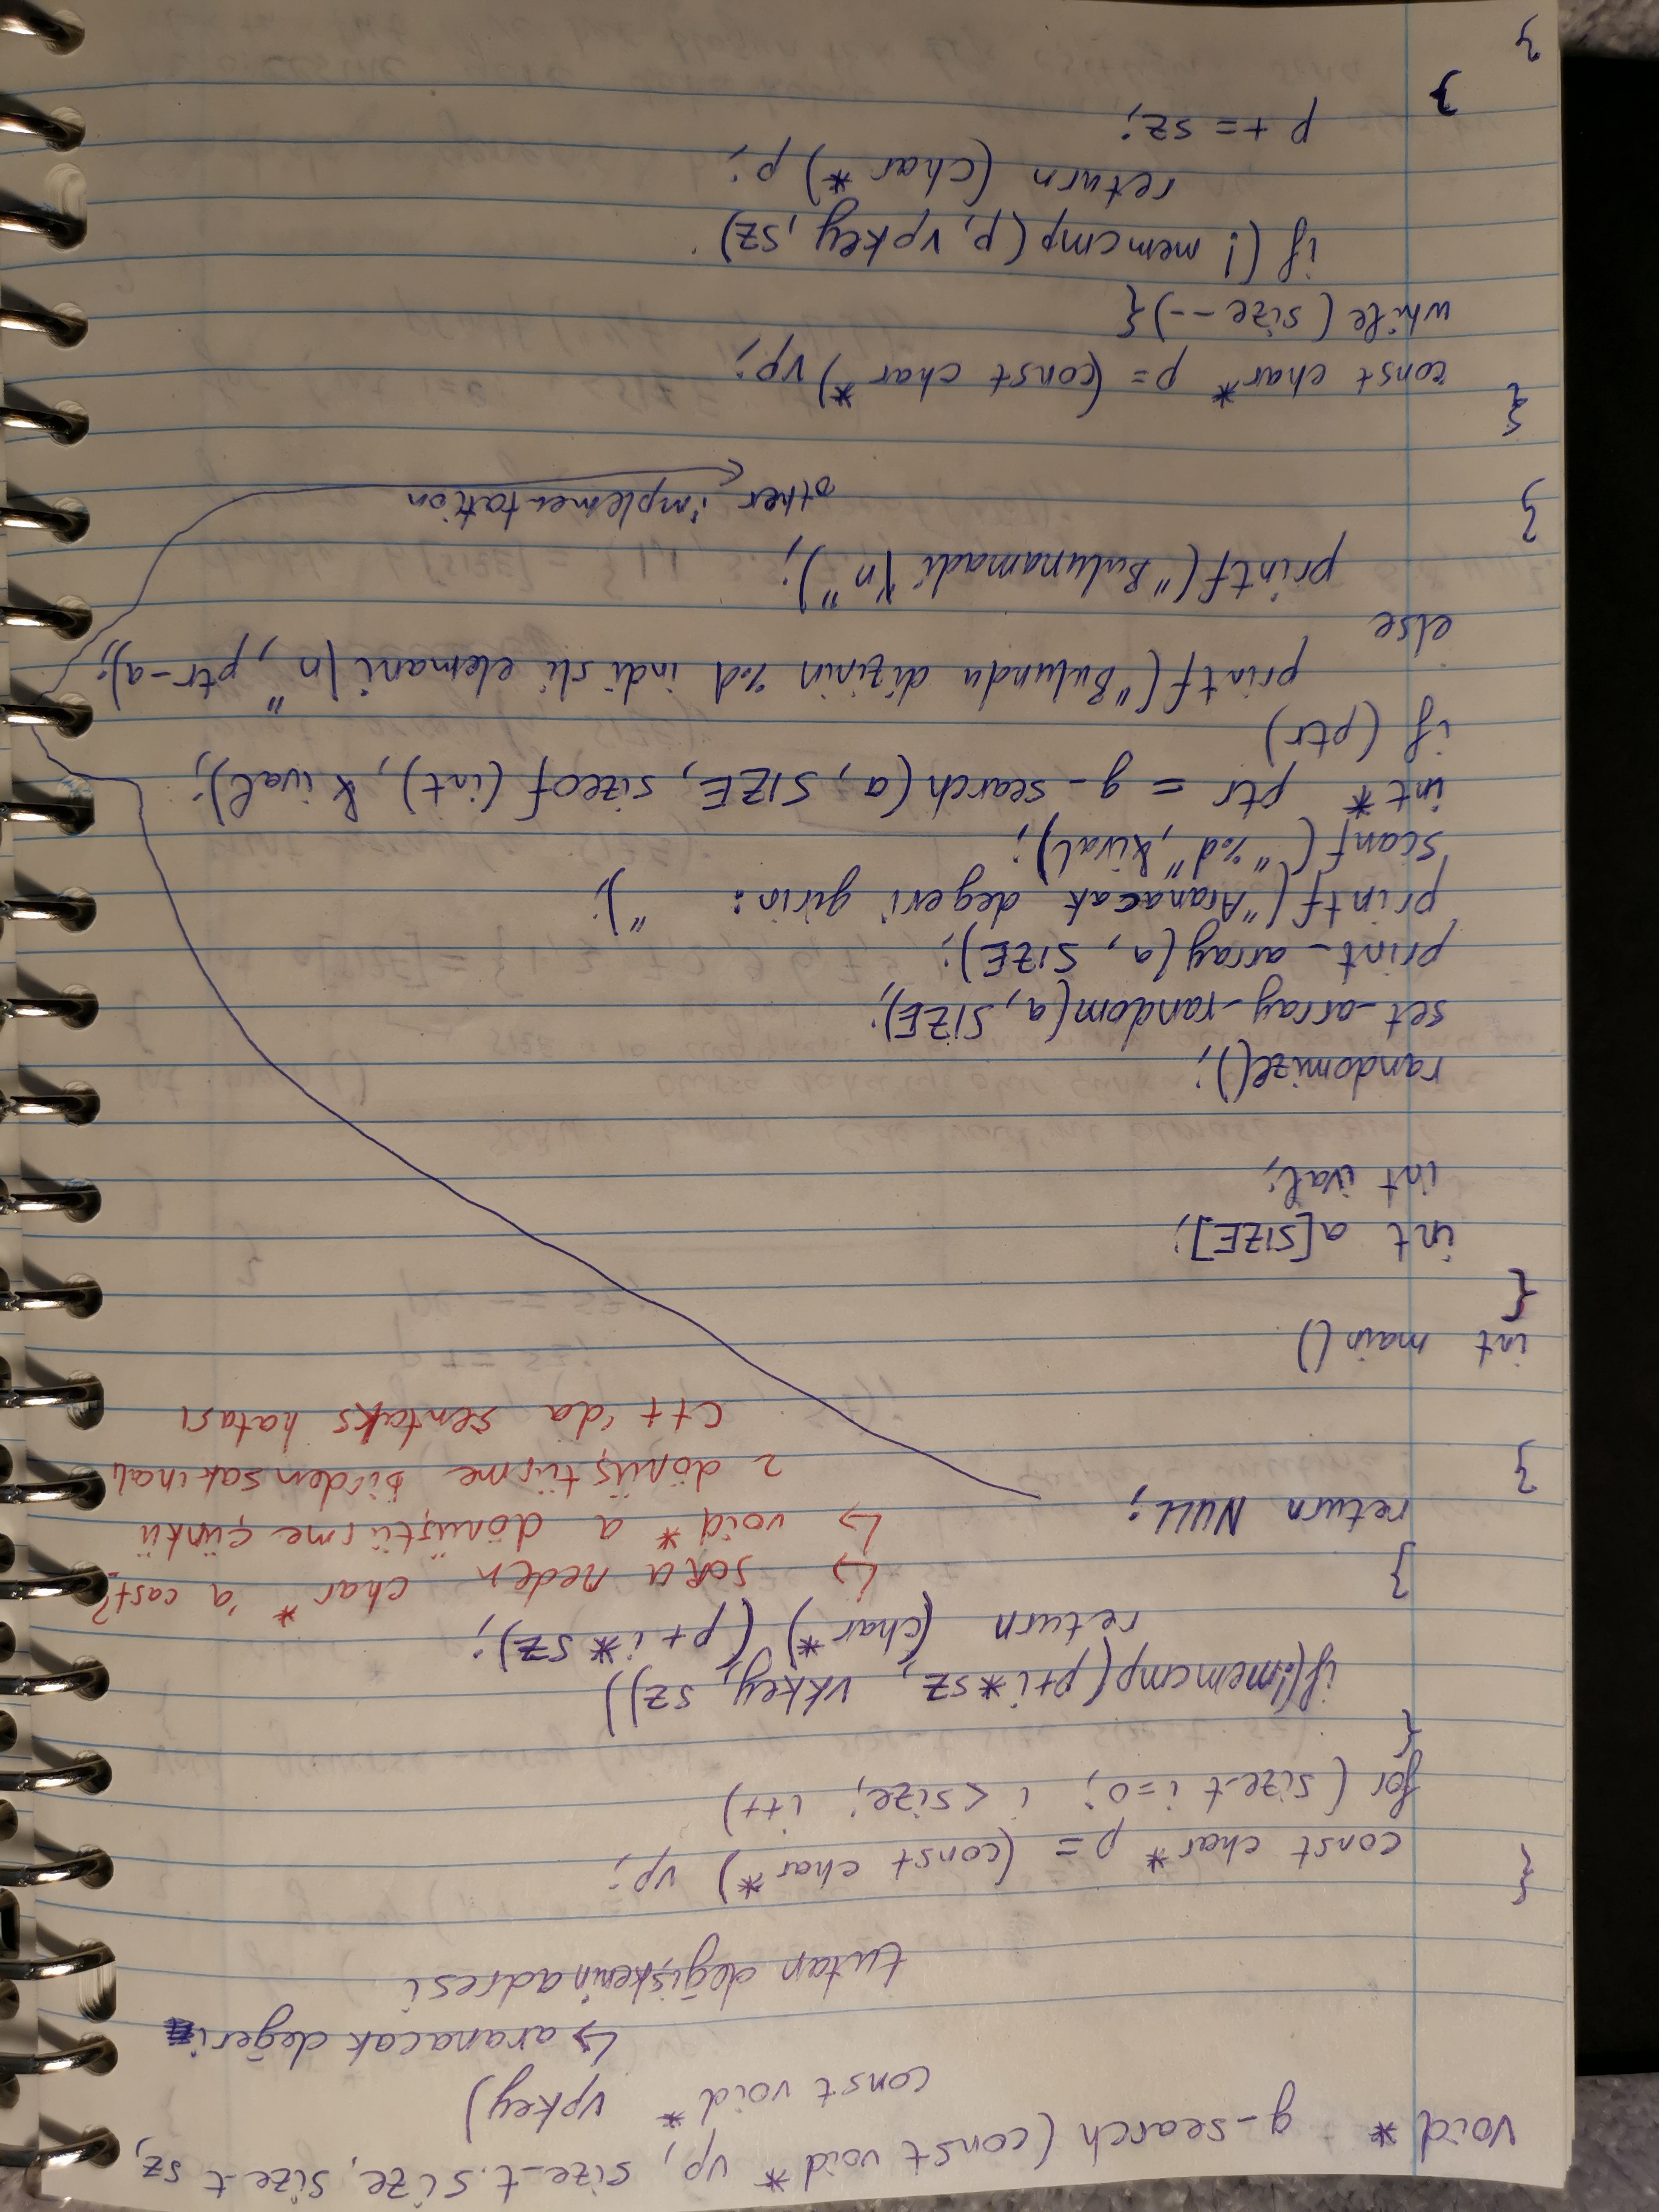 void * g_search (const void * vp, size_t size, size_t sz,
const void * vpkey)
↳ aranacak değeri
tutan değişkenin adresi
{
const char * p = (const char *) vp;
for ( size_t i=0; i < size; i++)
{
if(!memcmp(p+i*sz, vkkey, sz))
return (char*) (p+i*sz);
↳ soru neden char * 'a cast?
}
↳ void * a dönüştürme çünkü
return NULL;
2 dönüştürme birden sakıncalı
}
C++ 'da sentaks hatası
int main()
{
int a[SIZE];
int ival;
randomize();
set_array_random(a, SIZE);
print_array(a, SIZE);
printf("Aranacak degeri girin: ");
scanf("%d",&ival);
int * ptr = g_search(a, SIZE, sizeof (int), & ival);
if (ptr)
printf("Bulundu dizinin %d indisli elemani \n", ptr-a);
else
printf("Bulunamadi \n");
}
other implementation
{
const char* p= (const char*) vp;
while ( size --){
if (! memcmp(p, vpkey, sz)
return (char *) p;
p += sz;
}
}